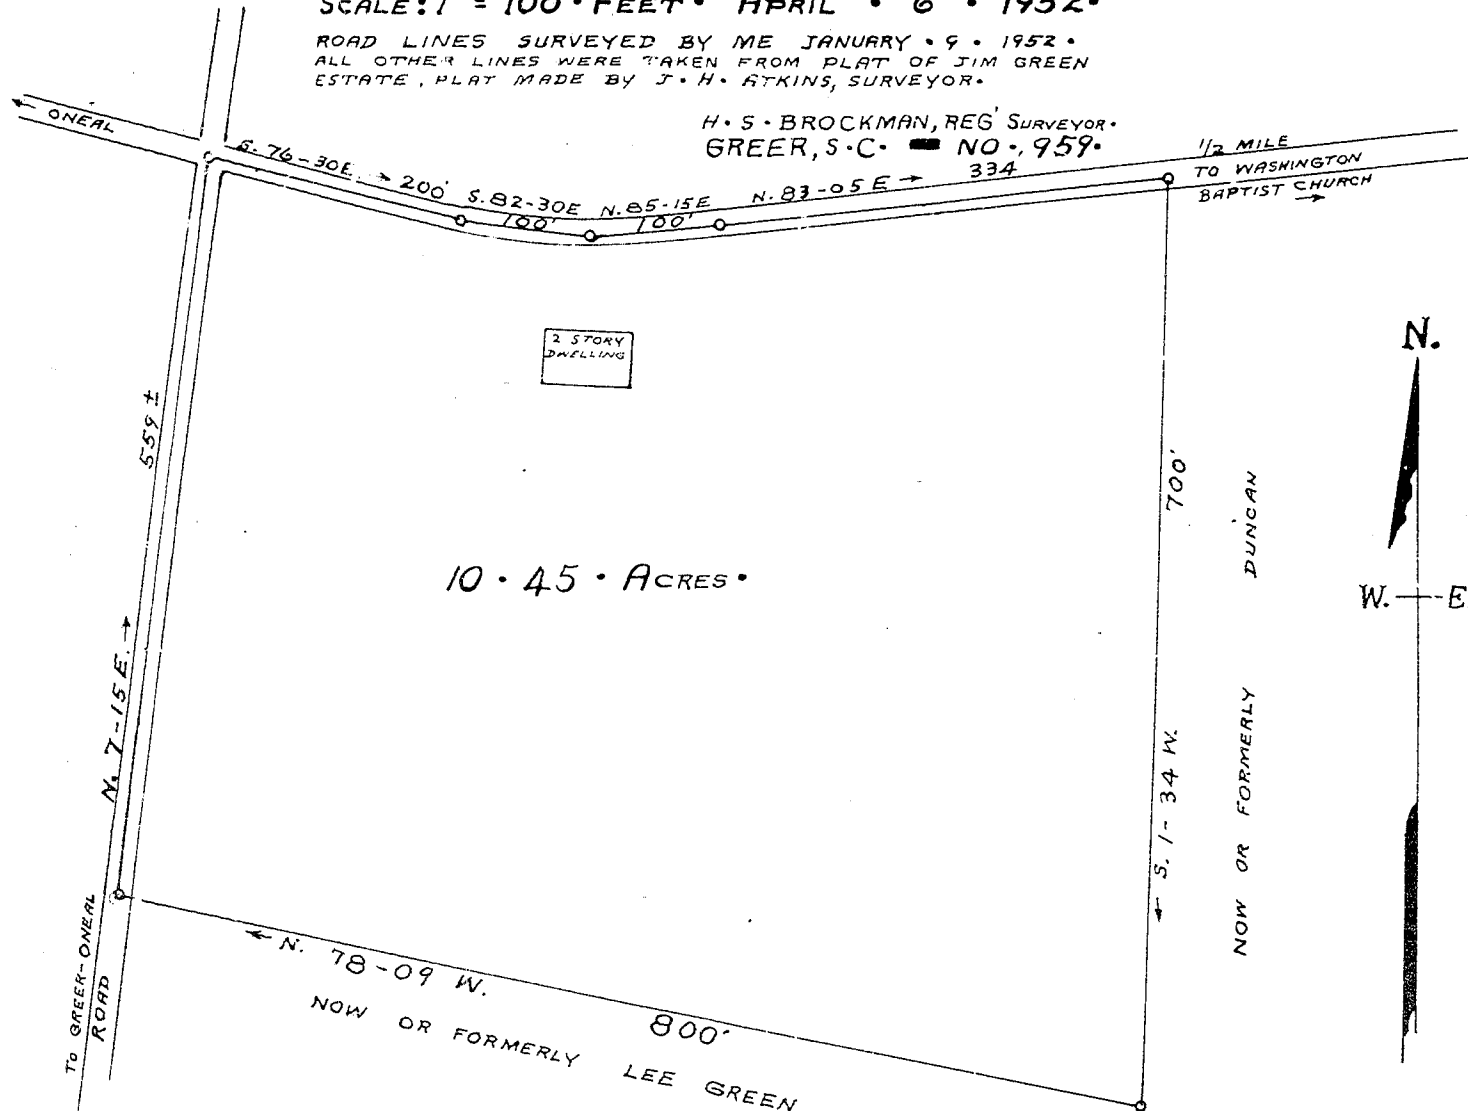 SCALE: 1" = 100 • FEET • APRIL • 6 • 1952 •
ROAD LINES SURVEYED BY ME JANUARY • 9 • 1952 •
ALL OTHER LINES WERE TAKEN FROM PLAT OF JIM GREEN
ESTATE, PLAT MADE BY J. H. ATKINS, SURVEYOR.
H. S. BROCKMAN, REG' SURVEYOR.
GREER, S.C. NO., 959.
ONEAL
S. 76-30E. → 200'
S. 82-30E
100'
N. 85-15E
100'
N. 83-05 E →
334
1/2 MILE
TO WASHINGTON
BAPTIST CHURCH
2 STORY
DWELLING
N.
W. E
559 ±
N. 7-15E. →
10 • 45 • ACRES •
700'
← S. 1-34 W.
NOW OR FORMERLY DUNCAN
TO GREER-ONEAL
ROAD
← N. 78-09 W.
800'
NOW OR FORMERLY LEE GREEN